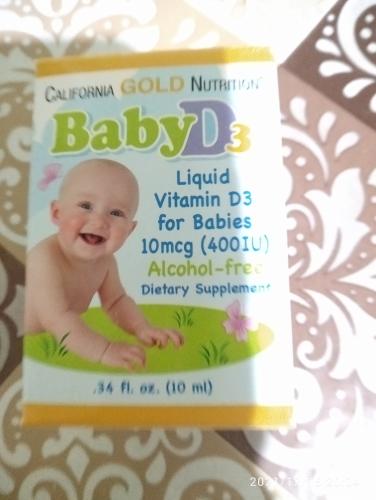 CALIFORNIA GOLD NUTRITION
BabyD3
Liquid
Vitamin D3
for Babies
10mcg (400IU)
Alcohol-free
Dietary Supplement
.34 fl. oz. (10 ml)